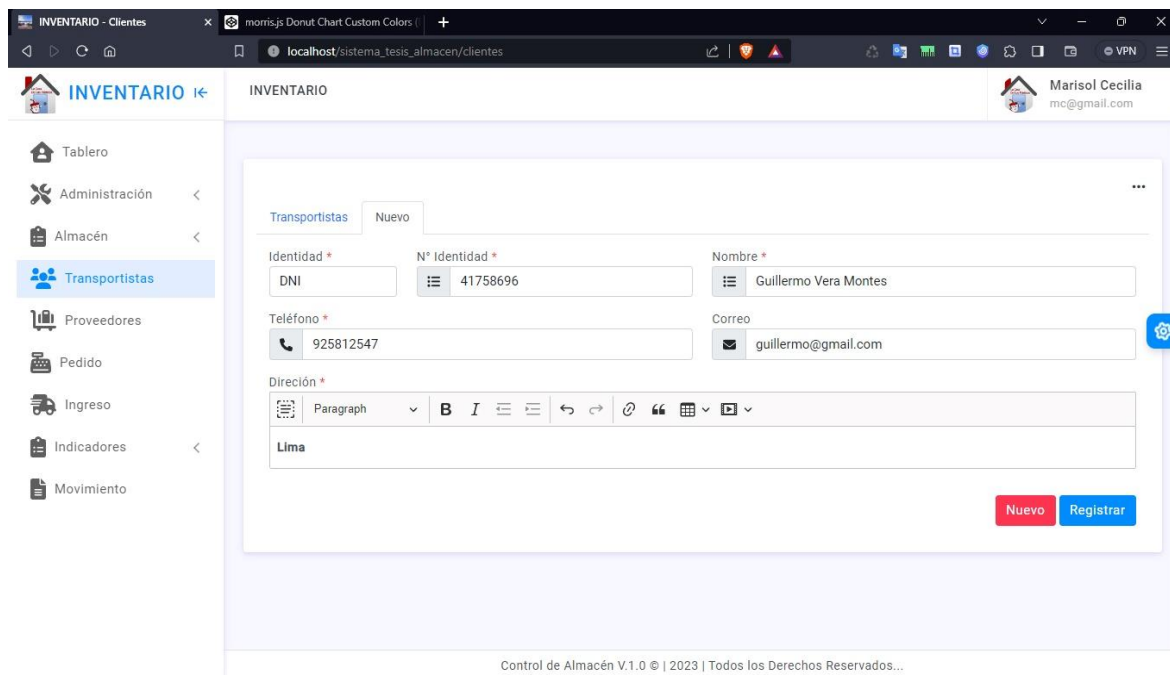 INVENTARIO - Clientes
morris.js Donut Chart Custom Colors (
localhost/sistema_tesis_almacen/clientes
VPN
INVENTARIO
INVENTARIO
Marisol Cecilia
mc@gmail.com
Tablero
Administración
Almacén
Transportistas
Proveedores
Pedido
Ingreso
Indicadores
Movimiento
Transportistas Nuevo
Identidad * N° Identidad * Nombre *
DNI 41758696 Guillermo Vera Montes
Teléfono * Correo
925812547 guillermo@gmail.com
Direción *
Paragraph B I
Lima
Nuevo Registrar
Control de Almacén V.1.0 © | 2023 | Todos los Derechos Reservados...